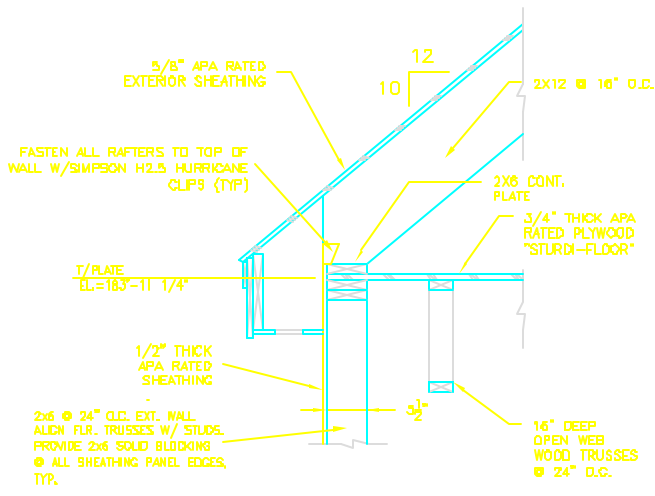 5/8" APA RATED
EXTERIOR SHEATHING
12
10
2X12 @ 16" O.C.
FASTEN ALL RAFTERS TO TOP OF
WALL W/SIMPSON H2.5 HURRICANE
CLIPS (TYP)
2X6 CONT.
PLATE
3/4" THICK APA
RATED PLYWOOD
"STURDI-FLOOR"
T/PLATE
EL=183'-11 1/4"
1/2" THICK
APA RATED
SHEATHING
2x6 @ 24" O.C. EXT. WALL
ALIGN FLR. TRUSSES W/ STUDS.
PROVIDE 2x6 SOLID BLOCKING
@ ALL SHEATHING PANEL EDGES,
TYP.
3 1/2"
16" DEEP
OPEN WEB
WOOD TRUSSES
@ 24" O.C.